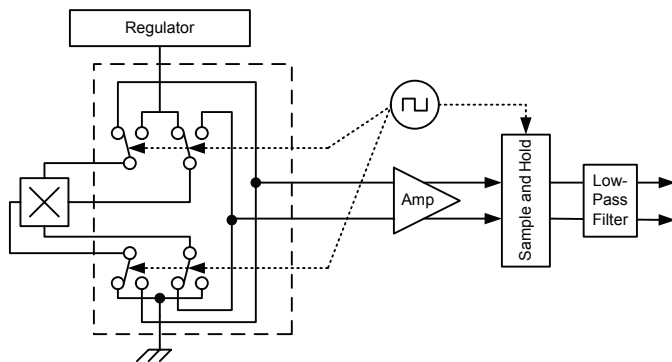 Regulator
Amp
Sample and Hold
Low-
Pass
Filter